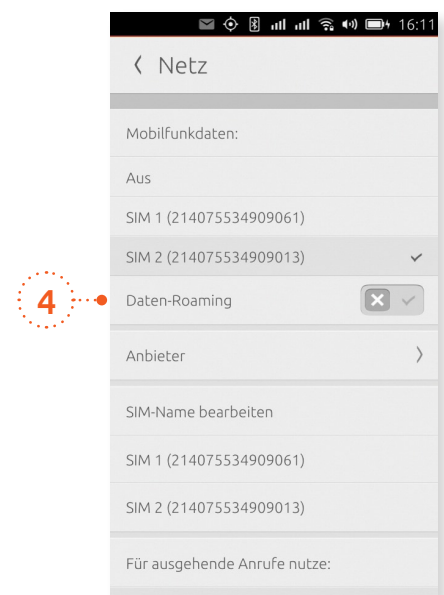 16:11
Netz
Mobilfunkdaten:
Aus
SIM 1 (214075534909061)
SIM 2 (214075534909013)
4
Daten-Roaming
Anbieter
SIM-Name bearbeiten
SIM 1 (214075534909061)
SIM 2 (214075534909013)
Für ausgehende Anrufe nutze: